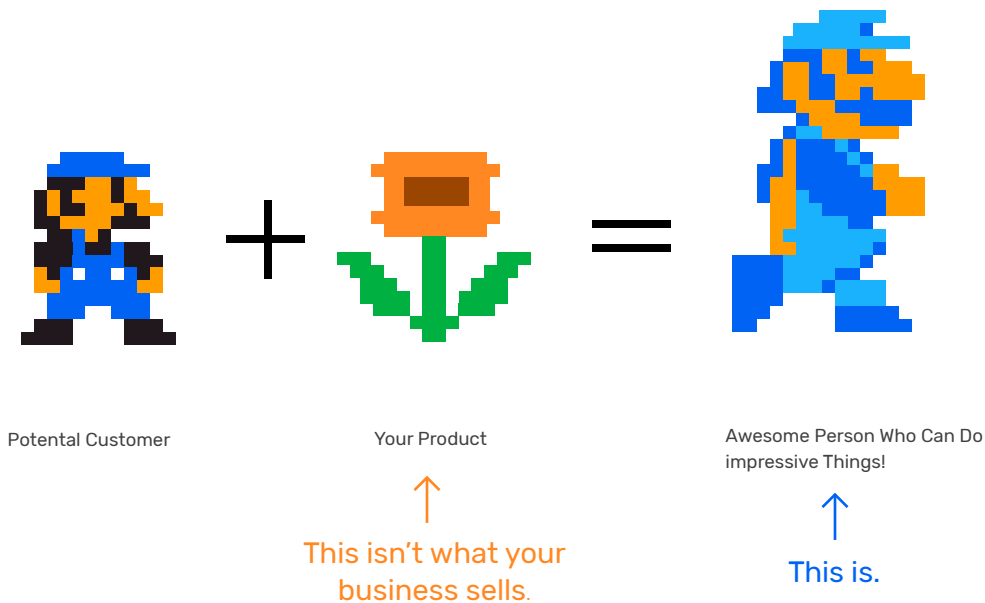 Potental Customer
Your Product
Awesome Person Who Can Do
impressive Things!
This isn't what your
business sells.
This is.